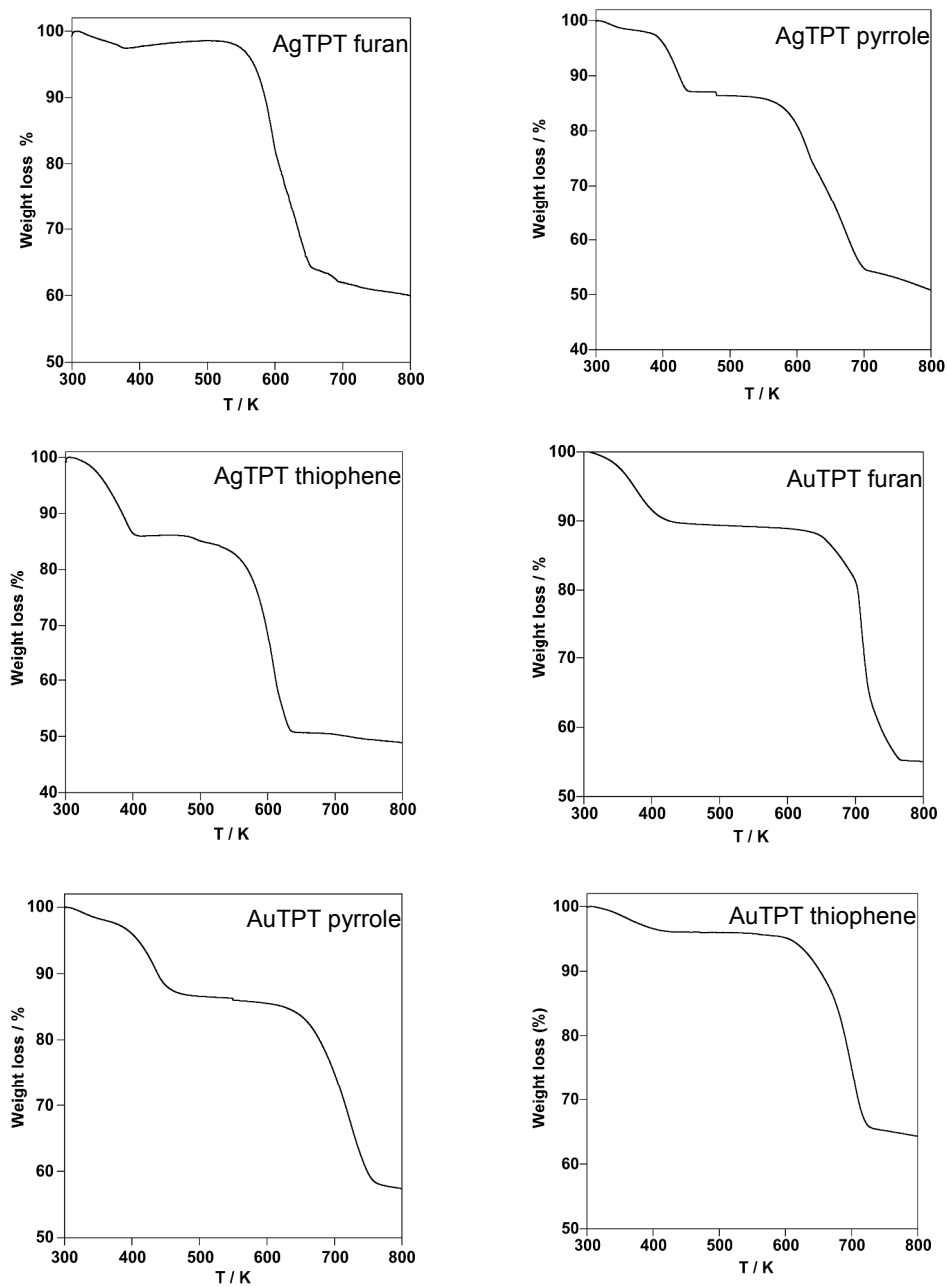 AgTPT furan
Weight loss %
100
90
80
70
60
50
300 400 500 600 700 800
T / K
AgTPT pyrrole
Weight loss / %
100
90
80
70
60
50
40
300 400 500 600 700 800
T / K
AgTPT thiophene
Weight loss /%
100
90
80
70
60
50
40
300 400 500 600 700 800
T / K
AuTPT furan
Weight loss / %
100
90
80
70
60
50
300 400 500 600 700 800
T / K
AuTPT pyrrole
Weight loss / %
100
90
80
70
60
50
300 400 500 600 700 800
T / K
AuTPT thiophene
Weight loss (%)
100
90
80
70
60
50
300 400 500 600 700 800
T / K